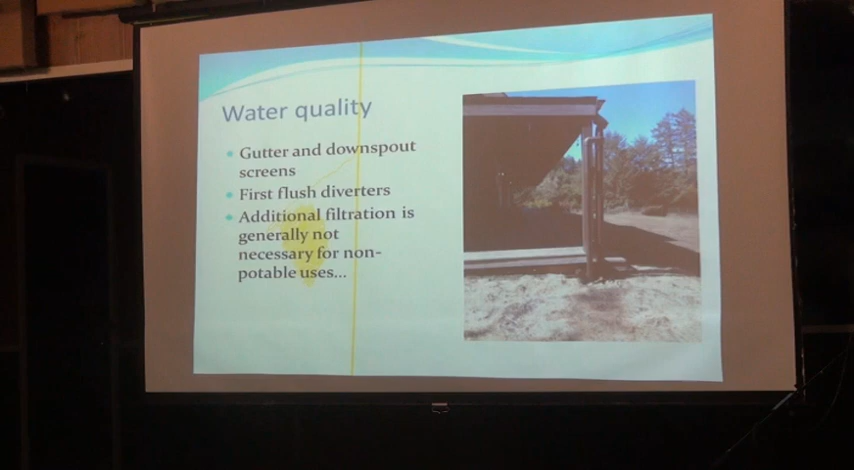 Water quality
Gutter and downspout
screens
First flush diverters
Additional filtration is
generally not
necessary for non-
potable uses...